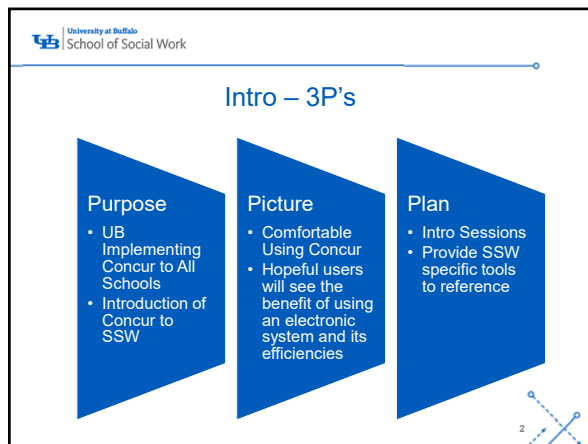 UB
University at Buffalo
School of Social Work
Intro – 3P's
Purpose
• UB
Implementing
Concur to All
Schools
• Introduction of
Concur to
SSW
Picture
• Comfortable
Using Concur
• Hopeful users
will see the
benefit of using
an electronic
system and its
efficiencies
Plan
• Intro Sessions
• Provide SSW
specific tools
to reference
2